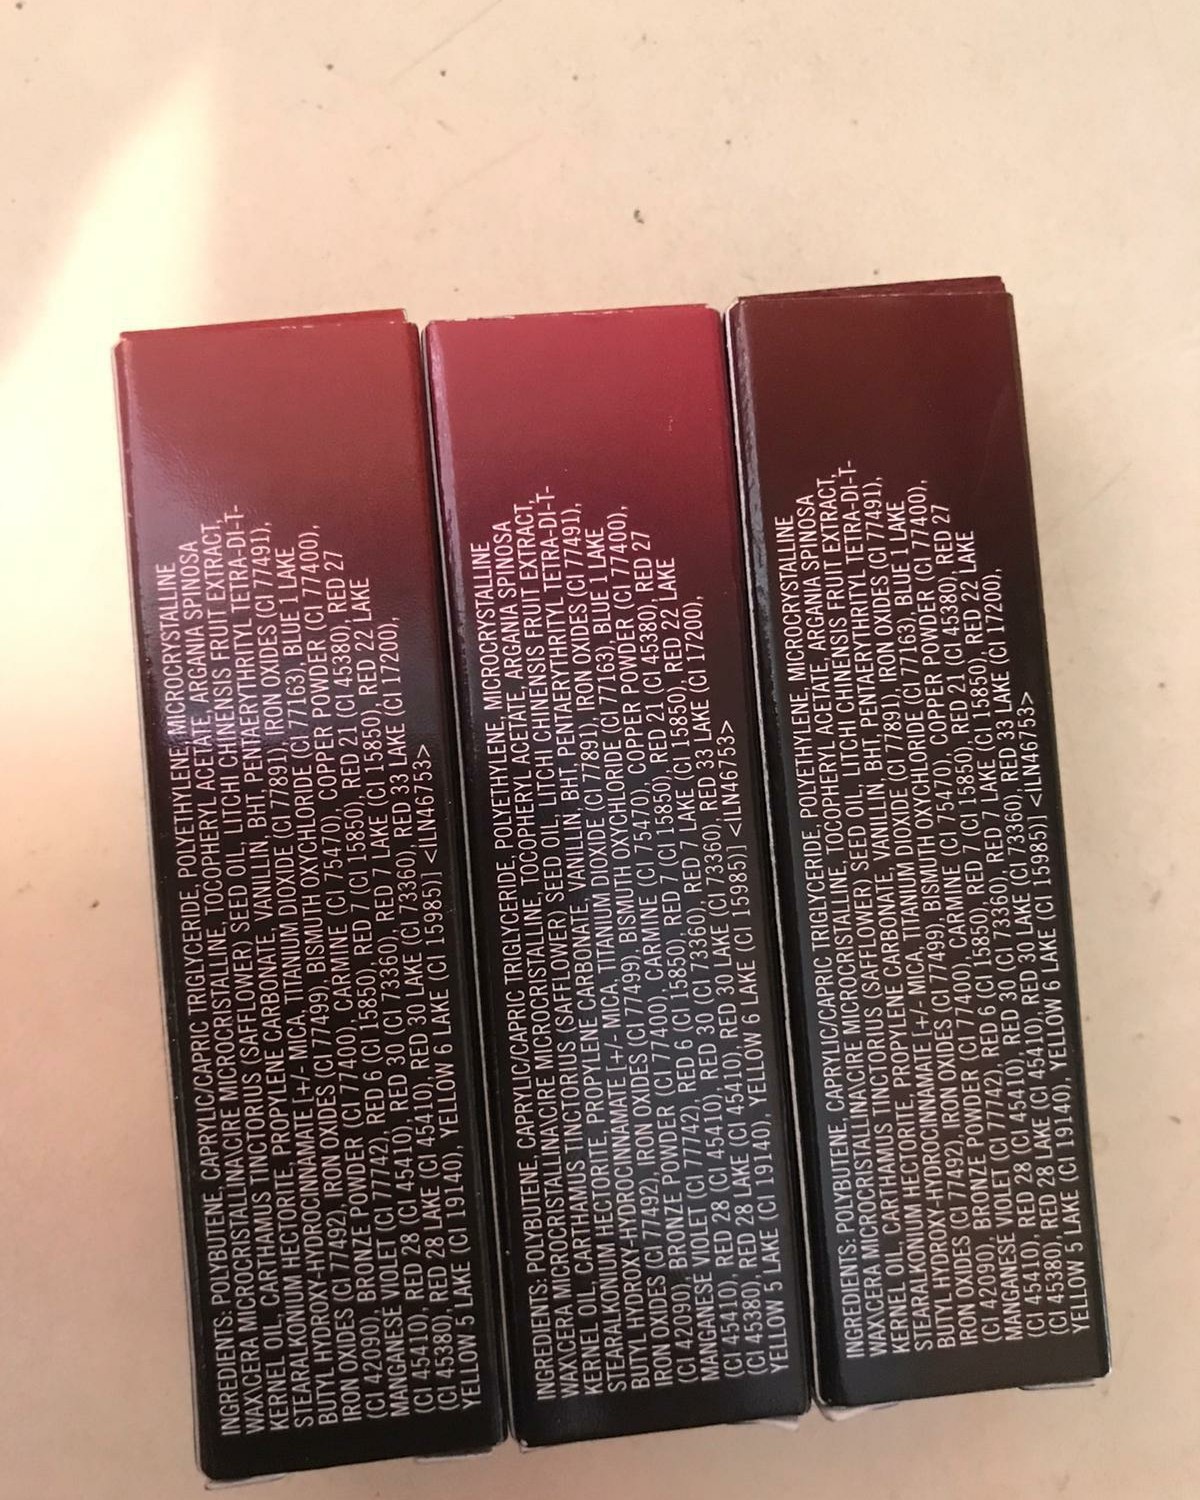 INGREDIENTS: POLYBUTENE, CAPRYLIC/CAPRIC TRIGLYCERIDE, POLYETHYLENE, MICROCRYSTALLINE
WAX\CERA MICROCRISTALLINA\CIRE MICROCRISTALLINE, TOCOPHERYL ACETATE, ARGANIA SPINOSA
KERNEL OIL, CARTHAMUS TINCTORIUS (SAFFLOWER) SEED OIL, LITCHI CHINENSIS FRUIT EXTRACT,
STEARALKONIUM HECTORITE, PROPYLENE CARBONATE, VANILLIN, BHT, PENTAERYTHRITYL TETRA-DI-T-
BUTYL HYDROXY-HYDROCINNAMATE [+/- MICA, TITANIUM DIOXIDE (CI 77891), IRON OXIDES (CI 77491),
IRON OXIDES (CI 77492), IRON OXIDES (CI 77499), BISMUTH OXYCHLORIDE (CI 77163), BLUE 1 LAKE
(CI 42090), BRONZE POWDER (CI 77400), CARMINE (CI 75470), COPPER POWDER (CI 77400),
MANGANESE VIOLET (CI 77742), RED 6 (CI 15850), RED 7 (CI 15850), RED 21 (CI 45380), RED 27
(CI 45410), RED 28 (CI 45410), RED 30 (CI 73360), RED 7 LAKE (CI 15850), RED 22 LAKE
(CI 45380), RED 28 LAKE (CI 45410), RED 30 LAKE (CI 73360), RED 33 LAKE (CI 17200),
YELLOW 5 LAKE (CI 19140), YELLOW 6 LAKE (CI 15985)] <ILN46753>
INGREDIENTS: POLYBUTENE, CAPRYLIC/CAPRIC TRIGLYCERIDE, POLYETHYLENE, MICROCRYSTALLINE
WAX\CERA MICROCRISTALLINA\CIRE MICROCRISTALLINE, TOCOPHERYL ACETATE, ARGANIA SPINOSA
KERNEL OIL, CARTHAMUS TINCTORIUS (SAFFLOWER) SEED OIL, LITCHI CHINENSIS FRUIT EXTRACT,
STEARALKONIUM HECTORITE, PROPYLENE CARBONATE, VANILLIN, BHT, PENTAERYTHRITYL TETRA-DI-T-
BUTYL HYDROXY-HYDROCINNAMATE [+/- MICA, TITANIUM DIOXIDE (CI 77891), IRON OXIDES (CI 77491),
IRON OXIDES (CI 77492), IRON OXIDES (CI 77499), BISMUTH OXYCHLORIDE (CI 77163), BLUE 1 LAKE
(CI 42090), BRONZE POWDER (CI 77400), CARMINE (CI 75470), COPPER POWDER (CI 77400),
MANGANESE VIOLET (CI 77742), RED 6 (CI 15850), RED 7 (CI 15850), RED 21 (CI 45380), RED 27
(CI 45410), RED 28 (CI 45410), RED 30 (CI 73360), RED 7 LAKE (CI 15850), RED 22 LAKE
(CI 45380), RED 28 LAKE (CI 45410), RED 30 LAKE (CI 73360), RED 33 LAKE (CI 17200),
YELLOW 5 LAKE (CI 19140), YELLOW 6 LAKE (CI 15985)] <ILN46753>
INGREDIENTS: POLYBUTENE, CAPRYLIC/CAPRIC TRIGLYCERIDE, POLYETHYLENE, MICROCRYSTALLINE
WAX\CERA MICROCRISTALLINA\CIRE MICROCRISTALLINE, TOCOPHERYL ACETATE, ARGANIA SPINOSA
KERNEL OIL, CARTHAMUS TINCTORIUS (SAFFLOWER) SEED OIL, LITCHI CHINENSIS FRUIT EXTRACT,
STEARALKONIUM HECTORITE, PROPYLENE CARBONATE, VANILLIN, BHT, PENTAERYTHRITYL TETRA-DI-T-
BUTYL HYDROXY-HYDROCINNAMATE [+/- MICA, TITANIUM DIOXIDE (CI 77891), IRON OXIDES (CI 77491),
IRON OXIDES (CI 77492), IRON OXIDES (CI 77499), BISMUTH OXYCHLORIDE (CI 77163), BLUE 1 LAKE
(CI 42090), BRONZE POWDER (CI 77400), CARMINE (CI 75470), COPPER POWDER (CI 77400),
MANGANESE VIOLET (CI 77742), RED 6 (CI 15850), RED 7 (CI 15850), RED 21 (CI 45380), RED 27
(CI 45410), RED 28 (CI 45410), RED 30 (CI 73360), RED 7 LAKE (CI 15850), RED 22 LAKE
(CI 45380), RED 28 LAKE (CI 45410), RED 30 LAKE (CI 73360), RED 33 LAKE (CI 17200),
YELLOW 5 LAKE (CI 19140), YELLOW 6 LAKE (CI 15985)] <ILN46753>